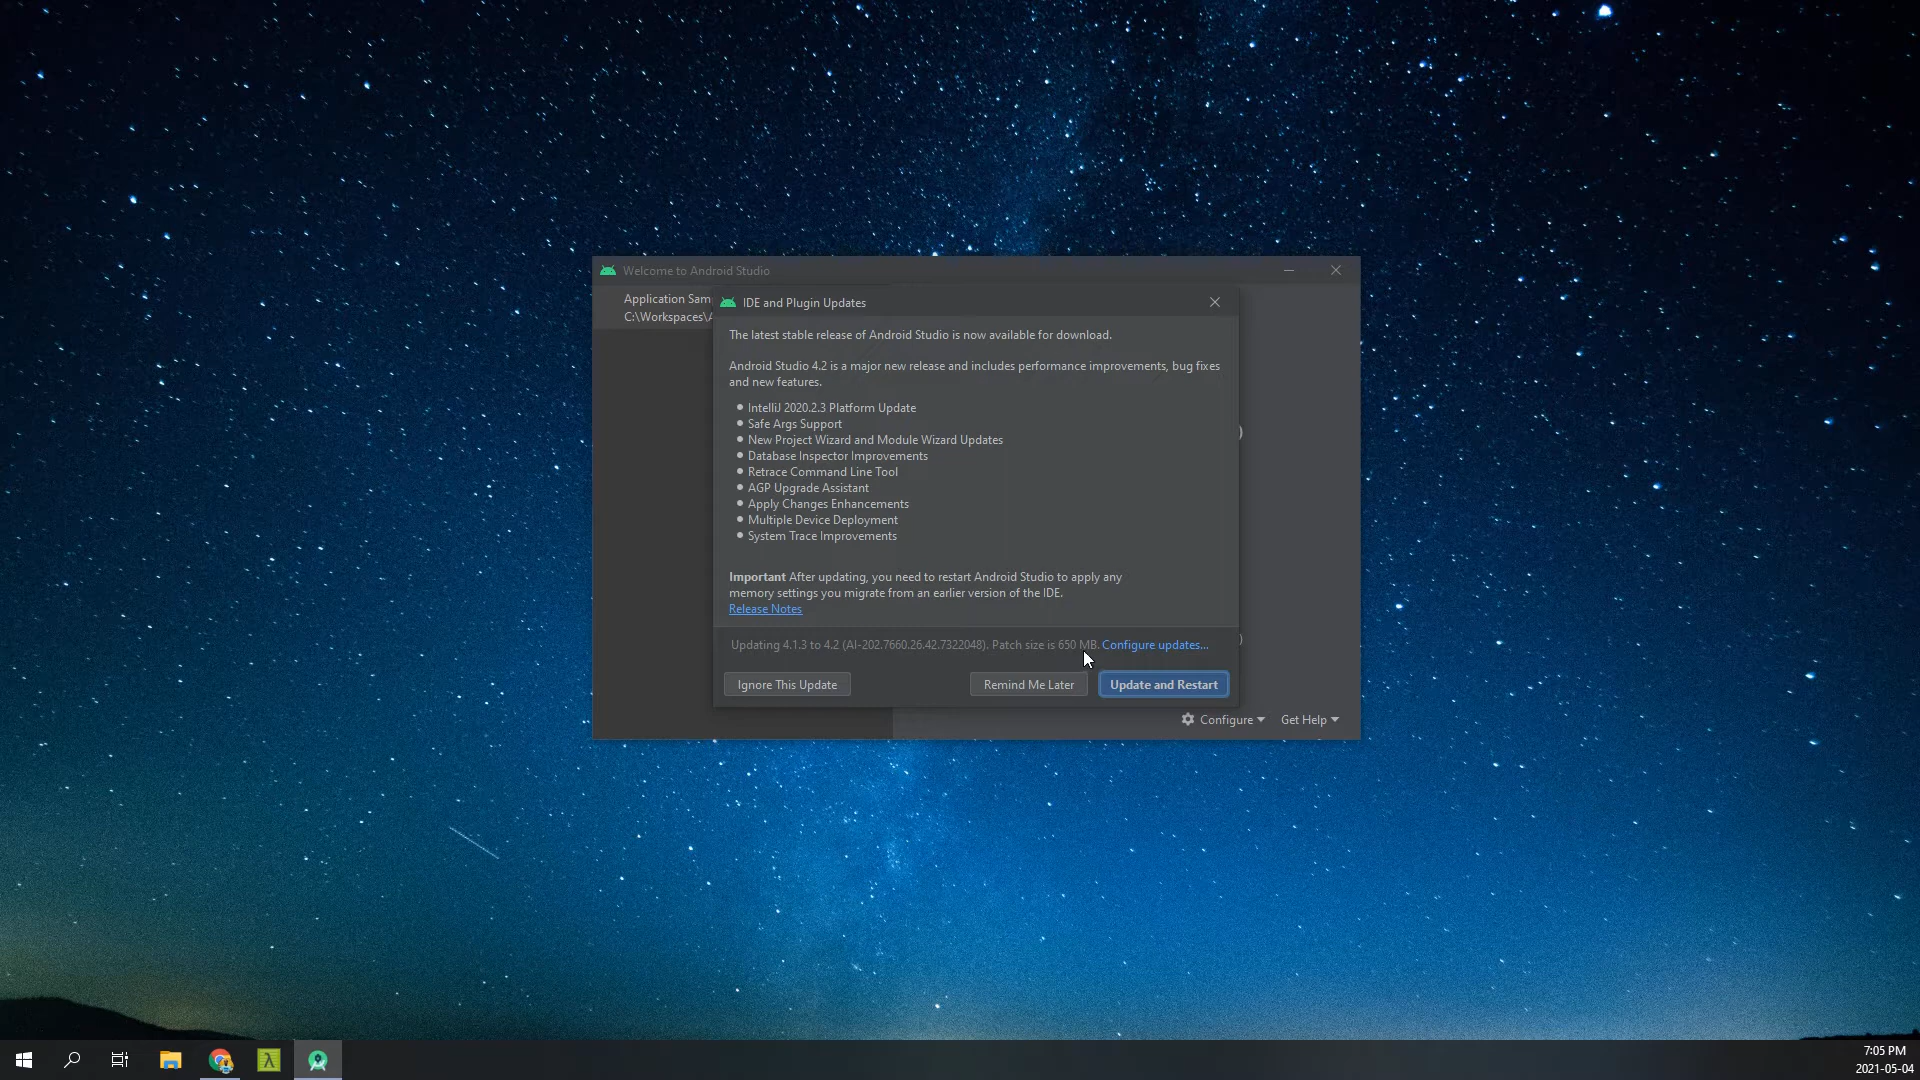 Welcome to Android Studio
Application Sam
C:\Workspaces\A
IDE and Plugin Updates
The latest stable release of Android Studio is now available for download.
Android Studio 4.2 is a major new release and includes performance improvements, bug fixes
and new features.
IntelliJ 2020.2.3 Platform Update
Safe Args Support
New Project Wizard and Module Wizard Updates
Database Inspector Improvements
Retrace Command Line Tool
AGP Upgrade Assistant
Apply Changes Enhancements
Multiple Device Deployment
System Trace Improvements
Important After updating, you need to restart Android Studio to apply any
memory settings you migrate from an earlier version of the IDE.
Release Notes
Updating 4.1.3 to 4.2 (AI-202.7660.26.42.7322048). Patch size is 650 MB. Configure updates...
Ignore This Update
Remind Me Later
Update and Restart
Configure
Get Help
7:05 PM
2021-05-04